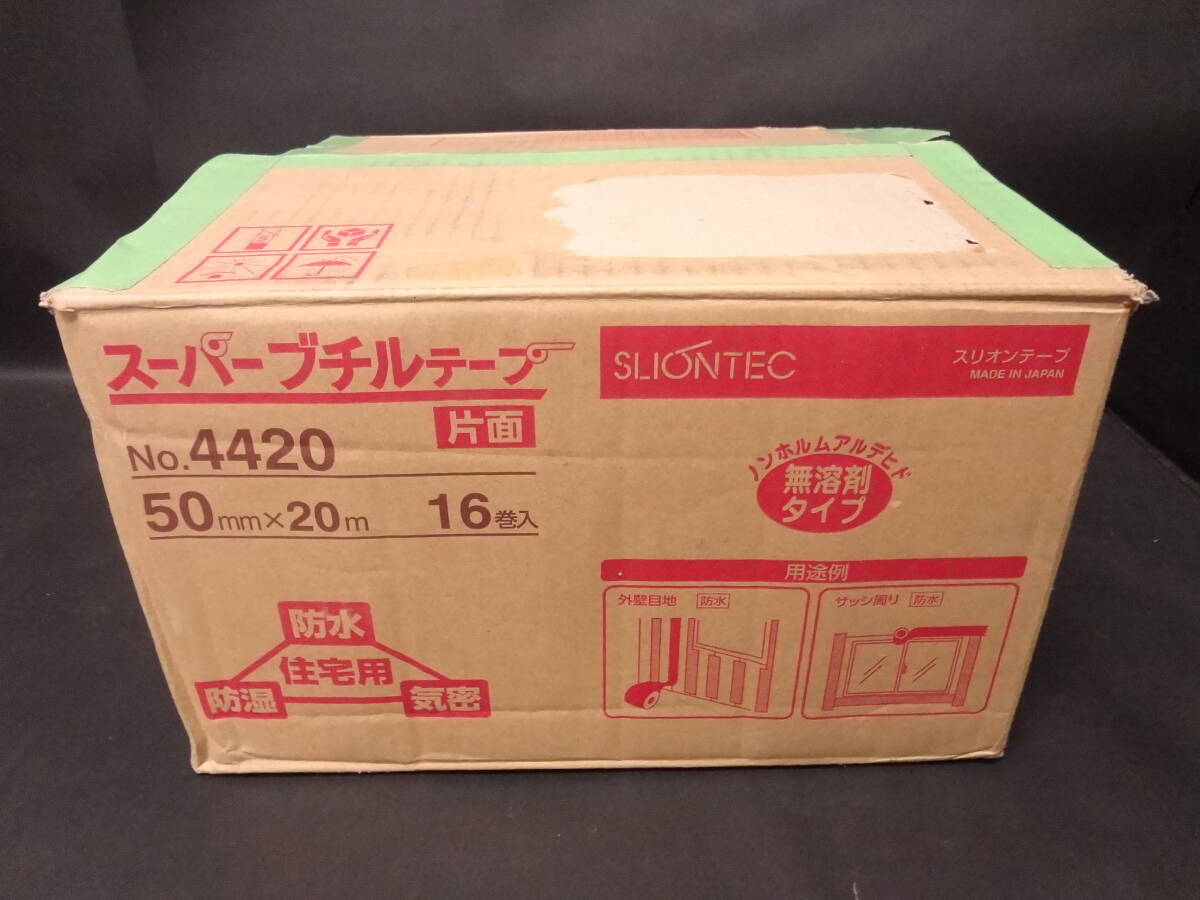 スーパーブチルテープ
片面
No.4420
50mm×20m 16巻入
防水
住宅用
防湿 気密
SLIONTEC
スリオンテープ
MADE IN JAPAN
ノンホルムアルデヒド
無溶剤
タイプ
用途例
外壁目地 防水
サッシ周り 防水